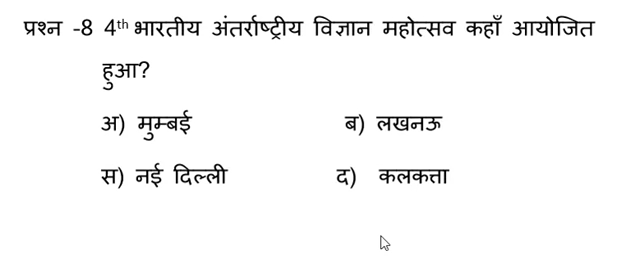 प्रश्न -8 4th भारतीय अंतर्राष्ट्रीय विज्ञान महोत्सव कहाँ आयोजित
हुआ?
अ) मुम्बई ब) लखनऊ
स) नई दिल्ली द) कलकत्ता